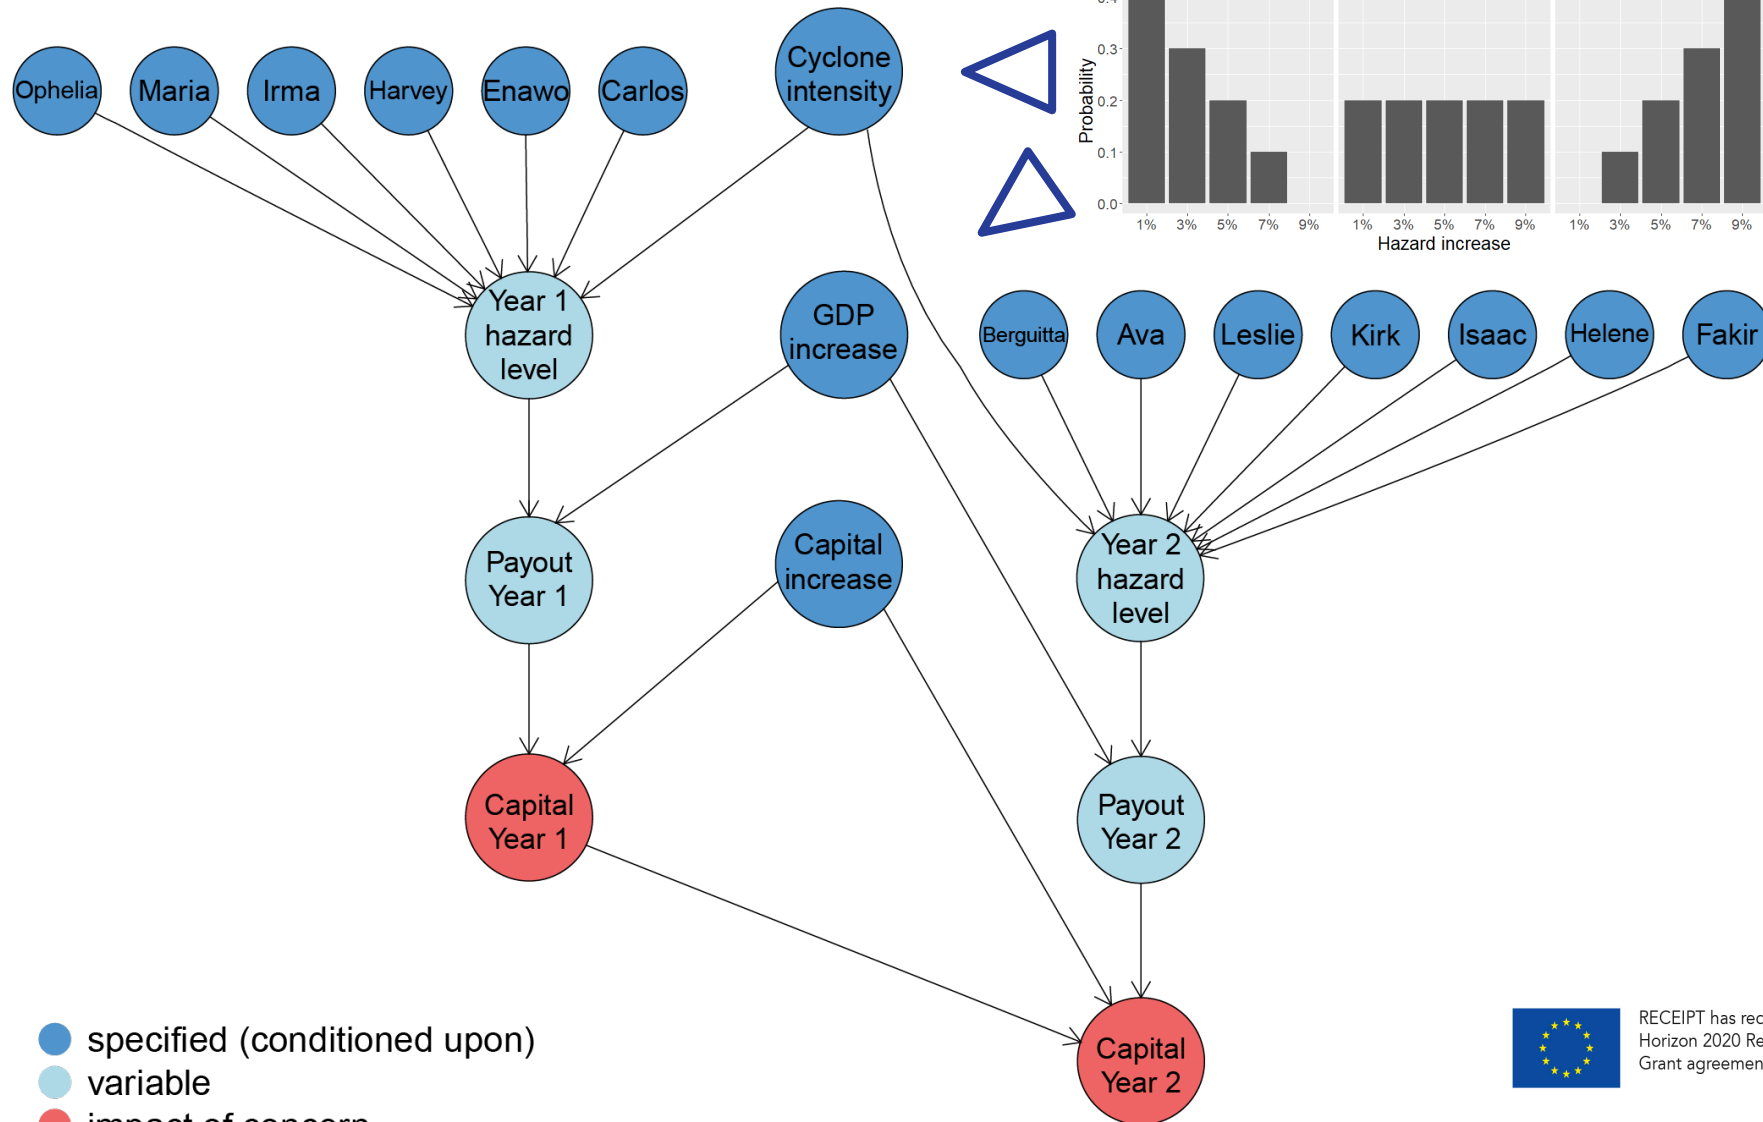 Ophelia
Maria
Irma
Harvey
Enawo
Carlos
Cyclone
intensity
Probability
0.3
0.2
0.1
0.0
1% 3% 5% 7% 9%
1% 3% 5% 7% 9%
1% 3% 5% 7% 9%
Hazard increase
Year 1
hazard
level
GDP
increase
Berguitta
Ava
Leslie
Kirk
Isaac
Helene
Fakir
Payout
Year 1
Capital
increase
Year 2
hazard
level
Capital
Year 1
Payout
Year 2
Capital
Year 2
specified (conditioned upon)
variable
impact of concern
RECEIPT has rec
Horizon 2020 Re
Grant agreemen